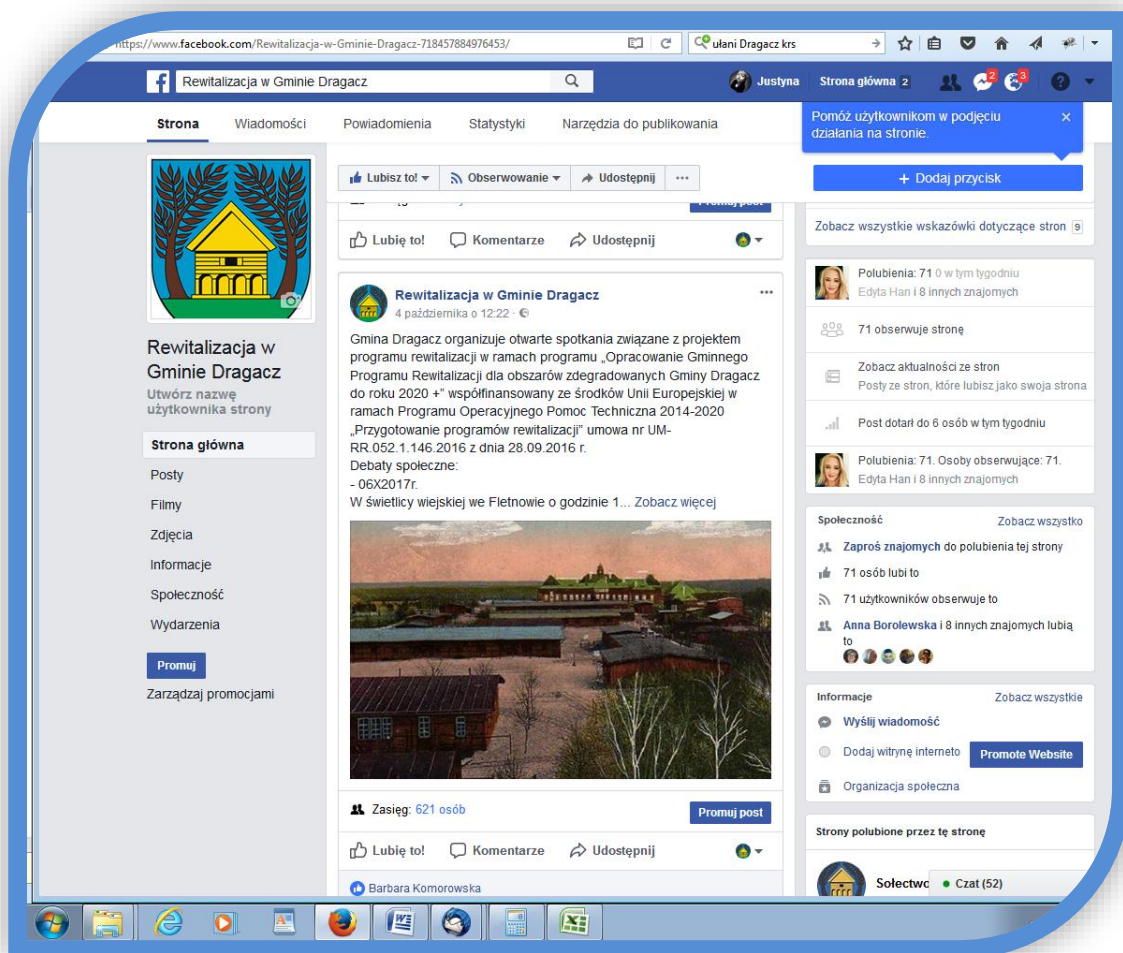 https://www.facebook.com/Rewitalizacja-w-Gminie-Dragacz-718457884976453/
ułani Dragacz krs
Rewitalizacja w Gminie Dragacz
Justyna
Strona główna 2
2
3
Strona
Wiadomości
Powiadomienia
Statystyki
Narzędzia do publikowania
Pomóż użytkownikom w podjęciu
działania na stronie.
+ Dodaj przycisk
Rewitalizacja w
Gminie Dragacz
Utwórz nazwę
użytkownika strony
Strona główna
Posty
Filmy
Zdjęcia
Informacje
Społeczność
Wydarzenia
Promuj
Zarządzaj promocjami
Lubisz to!
Obserwowanie
Udostępnij
Promuj post
Lubię to!
Komentarze
Udostępnij
Rewitalizacja w Gminie Dragacz
4 października o 12:22 ·
Gmina Dragacz organizuje otwarte spotkania związane z projektem
programu rewitalizacji w ramach programu „Opracowanie Gminnego
Programu Rewitalizacji dla obszarów zdegradowanych Gminy Dragacz
do roku 2020 +" współfinansowany ze środków Unii Europejskiej w
ramach Programu Operacyjnego Pomoc Techniczna 2014-2020
„Przygotowanie programów rewitalizacji" umowa nr UM-
RR.052.1.146.2016 z dnia 28.09.2016 r.
Debaty społeczne:
- 06X2017r.
W świetlicy wiejskiej we Fletnowie o godzinie 1... Zobacz więcej
Zasięg: 621 osób
Promuj post
Lubię to!
Komentarze
Udostępnij
Barbara Komorowska
Zobacz wszystkie wskazówki dotyczące stron 9
Polubienia: 71 0 w tym tygodniu
Edyta Han i 8 innych znajomych
71 obserwuje stronę
Zobacz aktualności ze stron
Posty ze stron, które lubisz jako swoja strona
Post dotarł do 6 osób w tym tygodniu
Polubienia: 71. Osoby obserwujące: 71.
Edyta Han i 8 innych znajomych
Społeczność
Zobacz wszystko
Zaproś znajomych do polubienia tej strony
71 osób lubi to
71 użytkowników obserwuje to
Anna Borolewska i 8 innych znajomych lubią
to
Informacje
Zobacz wszystkie
Wyślij wiadomość
Dodaj witrynę interneto
Promote Website
Organizacja społeczna
Strony polubione przez tę stronę
Sołectwo
Czat (52)